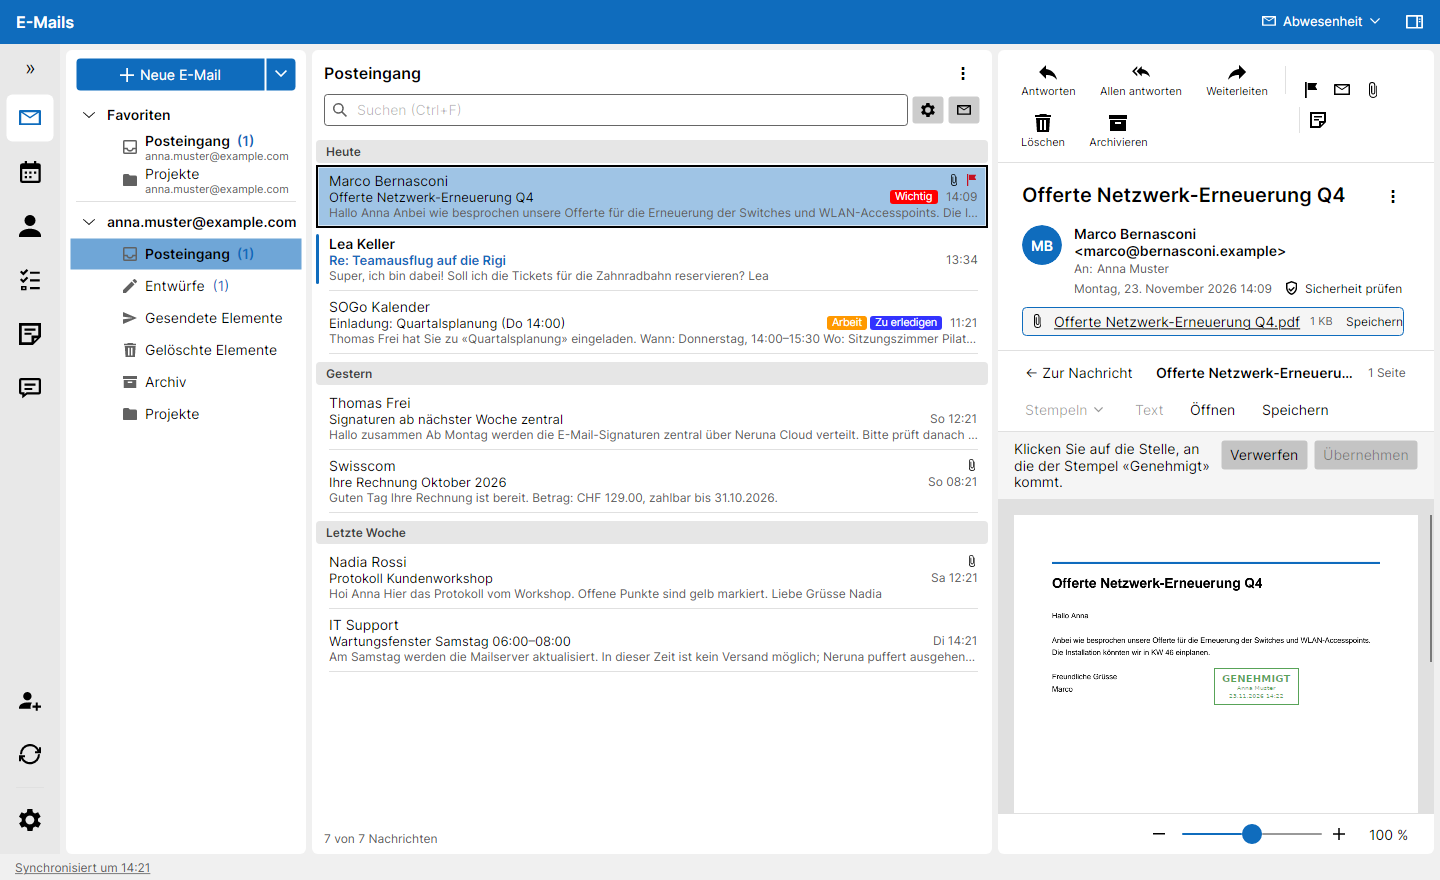 E-Mails
Abwesenheit
»
Neue E-Mail
Favoriten
Posteingang (1)
anna.muster@example.com
Projekte
anna.muster@example.com
anna.muster@example.com
Posteingang (1)
Entwürfe (1)
Gesendete Elemente
Gelöschte Elemente
Archiv
Projekte
Posteingang
Suchen (Ctrl+F)
Heute
Marco Bernasconi
Offerte Netzwerk-Erneuerung Q4 Wichtig 14:09
Hallo Anna Anbei wie besprochen unsere Offerte für die Erneuerung der Switches und WLAN-Accesspoints. Die I...
Lea Keller
Re: Teamausflug auf die Rigi 13:34
Super, ich bin dabei! Soll ich die Tickets für die Zahnradbahn reservieren? Lea
SOGo Kalender
Einladung: Quartalsplanung (Do 14:00) Arbeit Zu erledigen 11:21
Thomas Frei hat Sie zu «Quartalsplanung» eingeladen. Wann: Donnerstag, 14:00–15:30 Wo: Sitzungszimmer Pilat...
Gestern
Thomas Frei
Signaturen ab nächster Woche zentral So 12:21
Hallo zusammen Ab Montag werden die E-Mail-Signaturen zentral über Neruna Cloud verteilt. Bitte prüft danach ...
Swisscom
Ihre Rechnung Oktober 2026 So 08:21
Guten Tag Ihre Rechnung ist bereit. Betrag: CHF 129.00, zahlbar bis 31.10.2026.
Letzte Woche
Nadia Rossi
Protokoll Kundenworkshop Sa 12:21
Hoi Anna Hier das Protokoll vom Workshop. Offene Punkte sind gelb markiert. Liebe Grüsse Nadia
IT Support
Wartungsfenster Samstag 06:00–08:00 Di 14:21
Am Samstag werden die Mailserver aktualisiert. In dieser Zeit ist kein Versand möglich; Neruna puffert ausgehen...
7 von 7 Nachrichten
Antworten Allen antworten Weiterleiten
Löschen Archivieren
Offerte Netzwerk-Erneuerung Q4
MB
Marco Bernasconi
<marco@bernasconi.example>
An: Anna Muster
Montag, 23. November 2026 14:09 Sicherheit prüfen
Offerte Netzwerk-Erneuerung Q4.pdf 1 KB Speichern
Zur Nachricht Offerte Netzwerk-Erneueru... 1 Seite
Stempeln Text Öffnen Speichern
Klicken Sie auf die Stelle, an
die der Stempel «Genehmigt»
kommt.
Verwerfen Übernehmen
Offerte Netzwerk-Erneuerung Q4
Hallo Anna
Anbei wie besprochen unsere Offerte für die Erneuerung der Switches und WLAN-Accesspoints.
Die Installation könnten wir in KW 46 einplanen.
Freundliche Grüsse
Marco
GENEHMIGT
Anna Muster
23.11.2026 14:22
100 %
Synchronisiert um 14:21